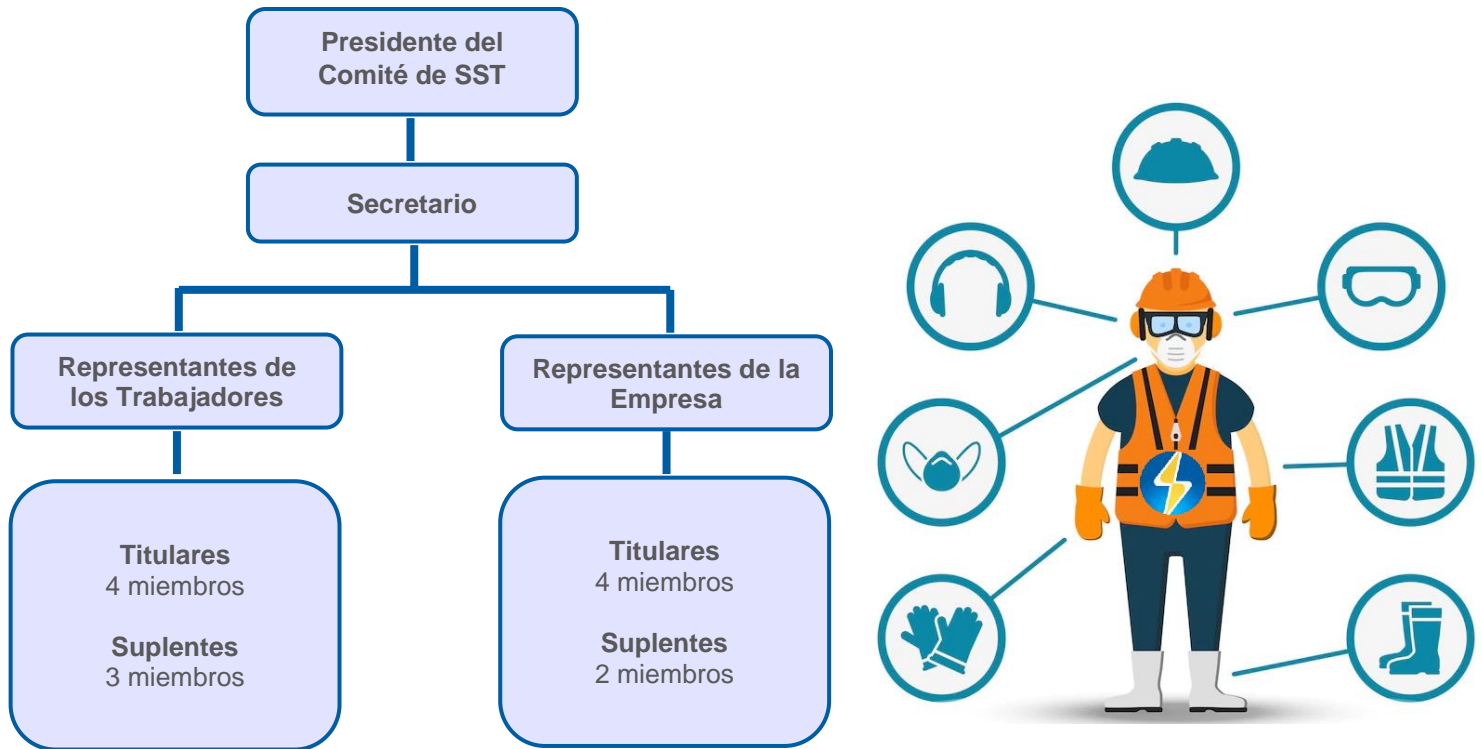 Presidente del
Comité de SST
Secretario
Representantes de
los Trabajadores
Representantes de la
Empresa
Titulares
4 miembros
Suplentes
3 miembros
Titulares
4 miembros
Suplentes
2 miembros